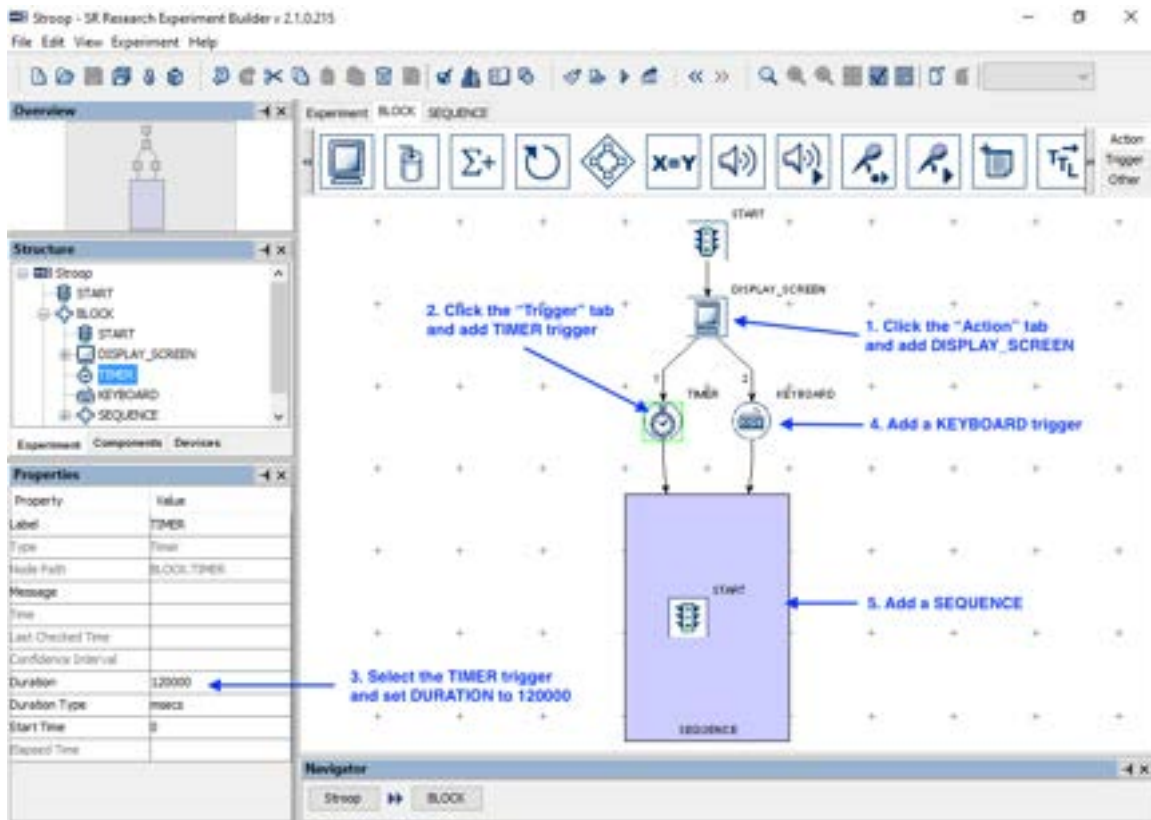 Stroop - SR Research Experiment Builder v 2.1.0.215
File Edit View Experiment Help
Overview
Experiment BLOCK SEQUENCE
Σ+
X=Y
TTL
Action
Trigger
Other
START
DISPLAY_SCREEN
2. Click the "Trigger" tab
and add TIMER trigger
1. Click the "Action" tab
and add DISPLAY_SCREEN
1
2
TIMER
KEYBOARD
4. Add a KEYBOARD trigger
START
5. Add a SEQUENCE
3. Select the TIMER trigger
and set DURATION to 120000
SEQUENCE
Structure
Stroop
START
BLOCK
START
DISPLAY_SCREEN
TIMER
KEYBOARD
SEQUENCE
Experiment Components Devices
Properties
Property Value
Label TIMER
Type Timer
Node Path BLOCK.TIMER
Message
Time
Last Checked Time
Confidence Interval
Duration 120000
Duration Type msecs
Start Time 0
Elapsed Time
Navigator
Stroop BLOCK